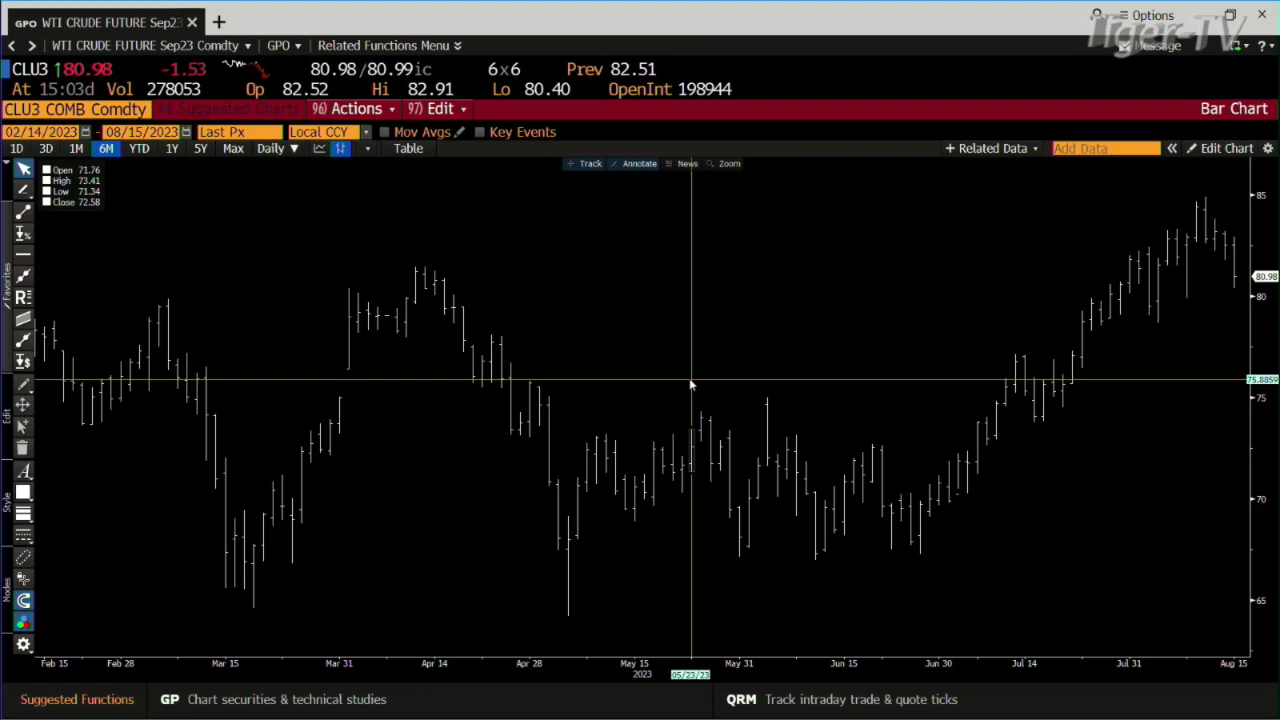 GPO WTI CRUDE FUTURE Sep23 × +
Options
Tiger-TV
< > WTI CRUDE FUTURE Sep23 Comdty ▾ GPO ▾ Related Functions Menu
Message
CLU3 ↑80.98 -1.53 80.98/80.99ic 6x6 Prev 82.51
At 15:03d Vol 278053 Op 82.52 Hi 82.91 Lo 80.40 OpenInt 198944
CLU3 COMB Comdty Suggested Charts 96) Actions 97) Edit Bar Chart
02/14/2023 - 08/15/2023 Last Px Local CCY Mov Avgs Key Events
1D 3D 1M 6M YTD 1Y 5Y Max Daily ▼ Table + Related Data Add Data « Edit Chart
Track Annotate News Zoom
Open 71.76
High 73.41
Low 71.34
Close 72.58
Favorites
Edit
Style
Modes
85
80.98
80
75.8859
75
70
65
Feb 15 Feb 28 Mar 15 Mar 31 Apr 14 Apr 28 May 15 May 31 Jun 15 Jun 30 Jul 14 Jul 31 Aug 15
2023 05/23/23
Suggested Functions GP Chart securities & technical studies QRM Track intraday trade & quote ticks